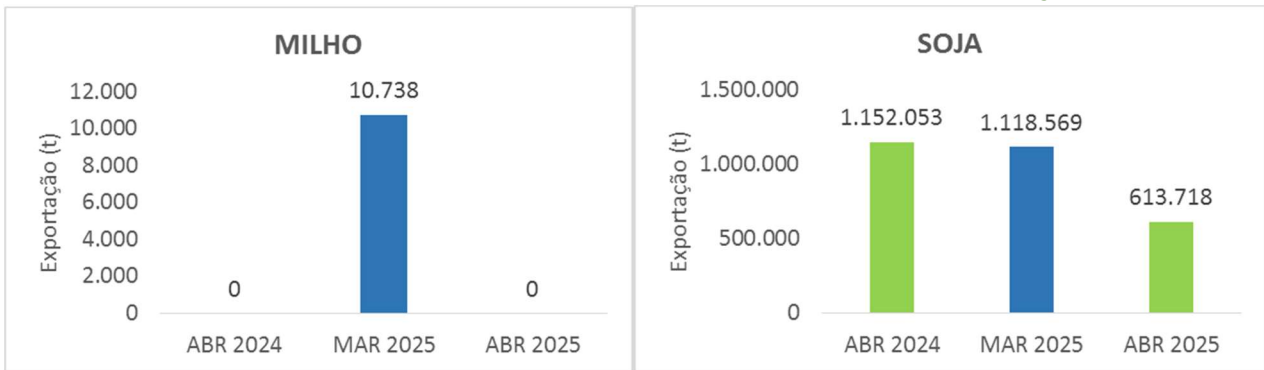 MILHO
Exportação (t)
12.000
10.000
8.000
6.000
4.000
2.000
0
0
10.738
0
ABR 2024
MAR 2025
ABR 2025
SOJA
Exportação (t)
1.500.000
1.000.000
500.000
0
1.152.053
1.118.569
613.718
ABR 2024
MAR 2025
ABR 2025